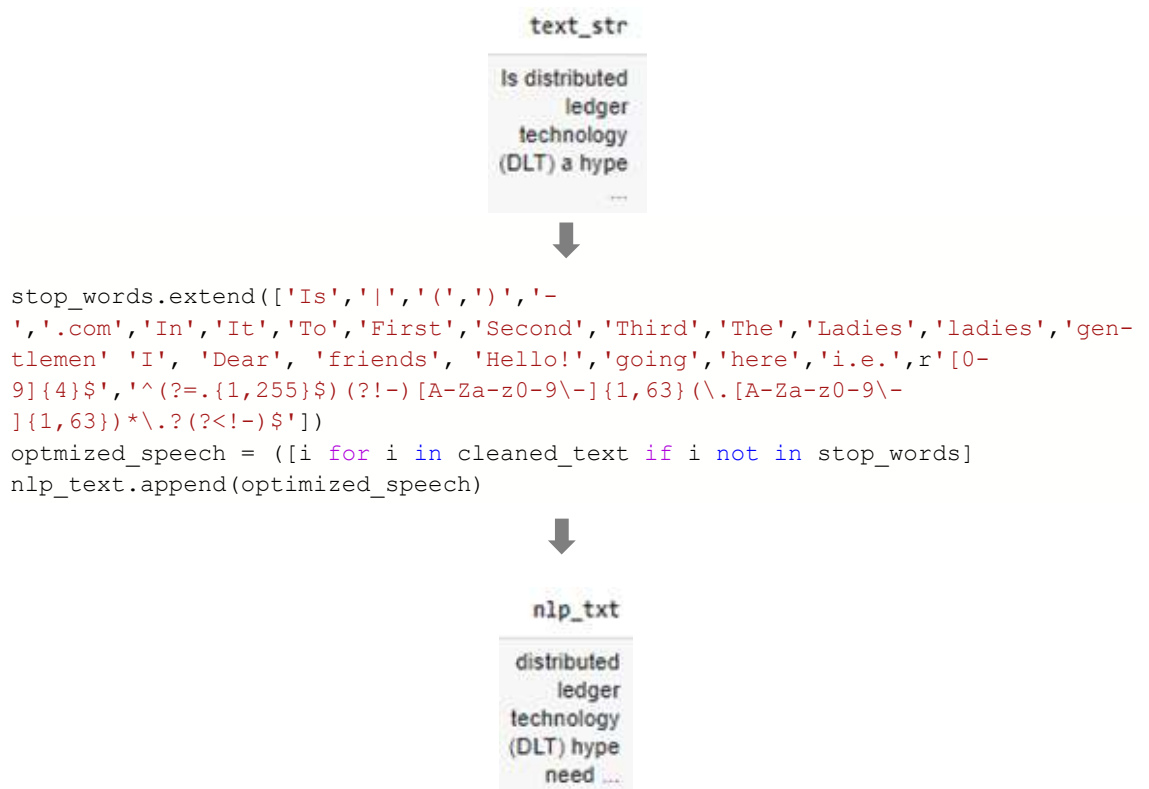 text_str
Is distributed
ledger
technology
(DLT) a hype
...
stop_words.extend(['Is','|','(',')','-
','.com','In','It','To','First','Second','Third','The','Ladies','ladies','gen-
tlemen' 'I', 'Dear', 'friends', 'Hello!','going','here','i.e.',r'[0-
9]{4}$','^(?=.{1,255}$)(?!-)[A-Za-z0-9\-]{1,63}(\.[A-Za-z0-9\-
]{1,63})*\.?(?<!-)$'])
optmized_speech = ([i for i in cleaned_text if i not in stop_words]
nlp_text.append(optimized_speech)
nlp_txt
distributed
ledger
technology
(DLT) hype
need ...